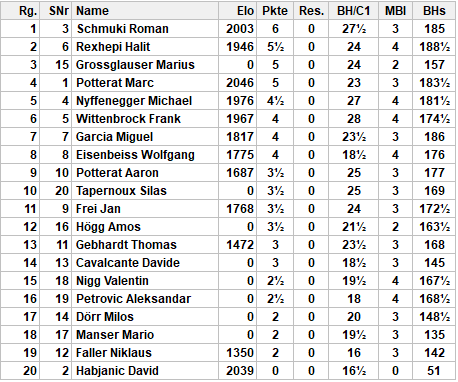 Rg. SNr Name Elo Pkte Res. BH/C1 MBl BHs
1 3 Schmuki Roman 2003 6 0 27½ 3 185
2 6 Rexhepi Halit 1946 5½ 0 24 4 188½
3 15 Grossglauser Marius 0 5 0 24 2 157
4 1 Potterat Marc 2046 5 0 23 3 183½
5 4 Nyffenegger Michael 1976 4½ 0 27 4 181½
6 5 Wittenbrock Frank 1967 4 0 28 4 174½
7 7 Garcia Miguel 1817 4 0 23½ 3 186
8 8 Eisenbeiss Wolfgang 1775 4 0 18½ 4 176
9 10 Potterat Aaron 1687 3½ 0 25 3 177
10 20 Tapernoux Silas 0 3½ 0 25 3 169
11 9 Frei Jan 1768 3½ 0 24 3 172½
12 16 Högg Amos 0 3½ 0 21½ 2 163½
13 11 Gebhardt Thomas 1472 3 0 23½ 3 168
14 13 Cavalcante Davide 0 3 0 18½ 3 145
15 18 Nigg Valentin 0 2½ 0 19½ 4 167½
16 19 Petrovic Aleksandar 0 2½ 0 18 4 168½
17 14 Dörr Milos 0 2 0 20 3 148½
18 17 Manser Mario 0 2 0 19½ 3 135
19 12 Faller Niklaus 1350 2 0 16 3 142
20 2 Habjanic David 2039 0 0 16½ 0 51